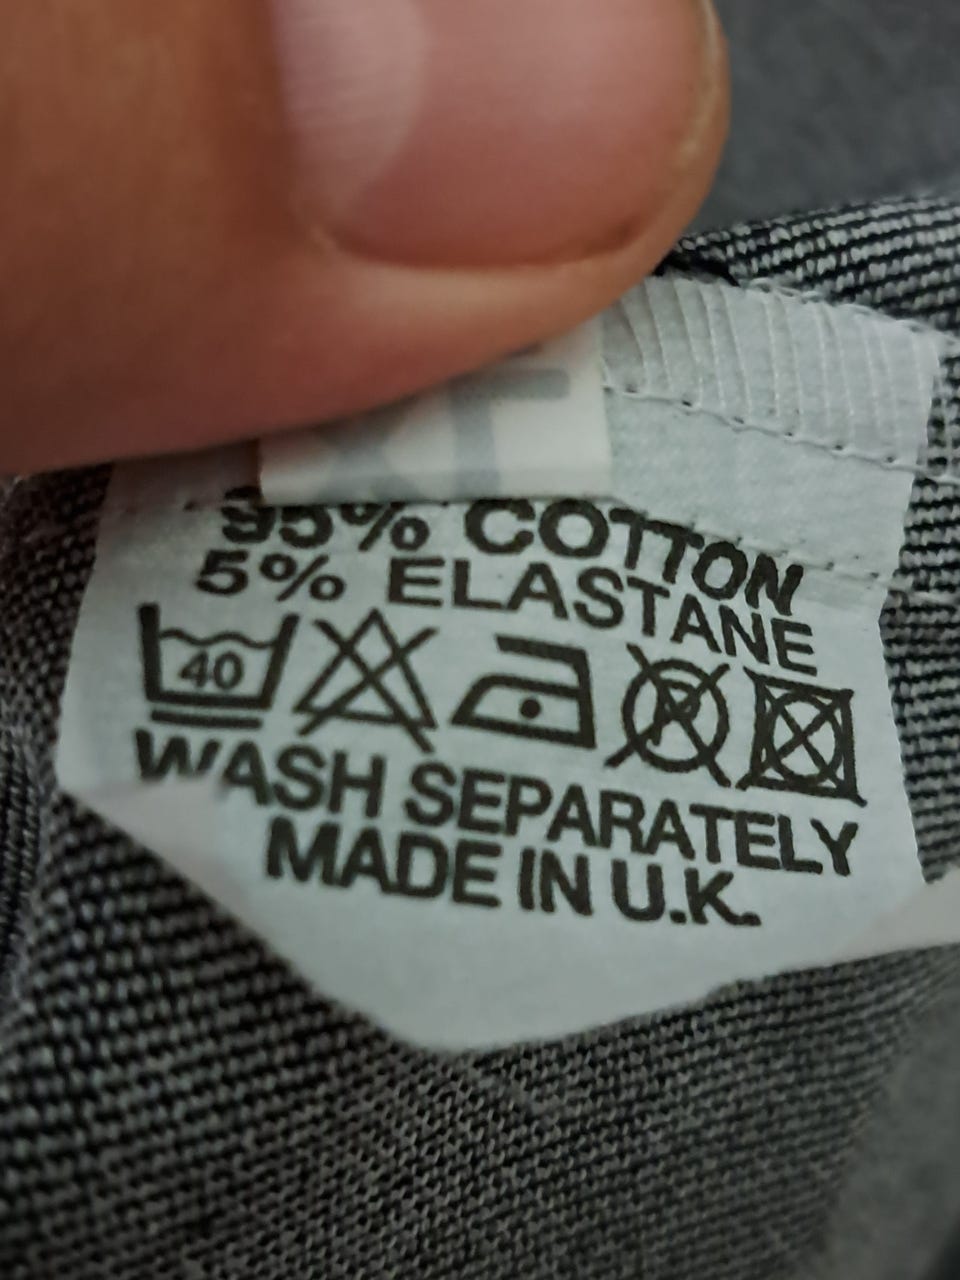 95% COTTON
5% ELASTANE
40 P
WASH SEPARATELY
MADE IN U.K.